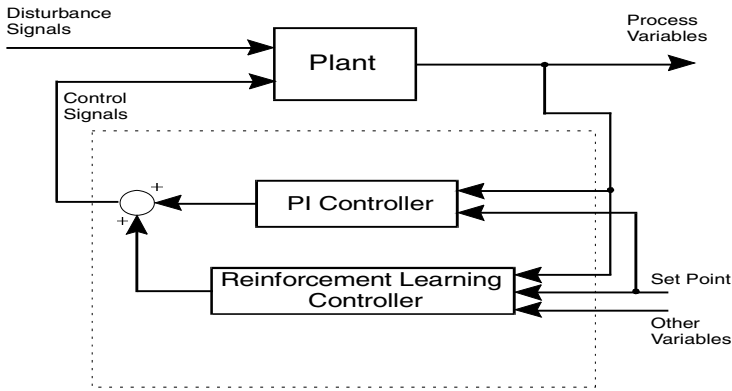 Disturbance
Signals
Plant
Process
Variables
Control
Signals
+
PI Controller
+
Reinforcement Learning
Controller
Set Point
Other
Variables